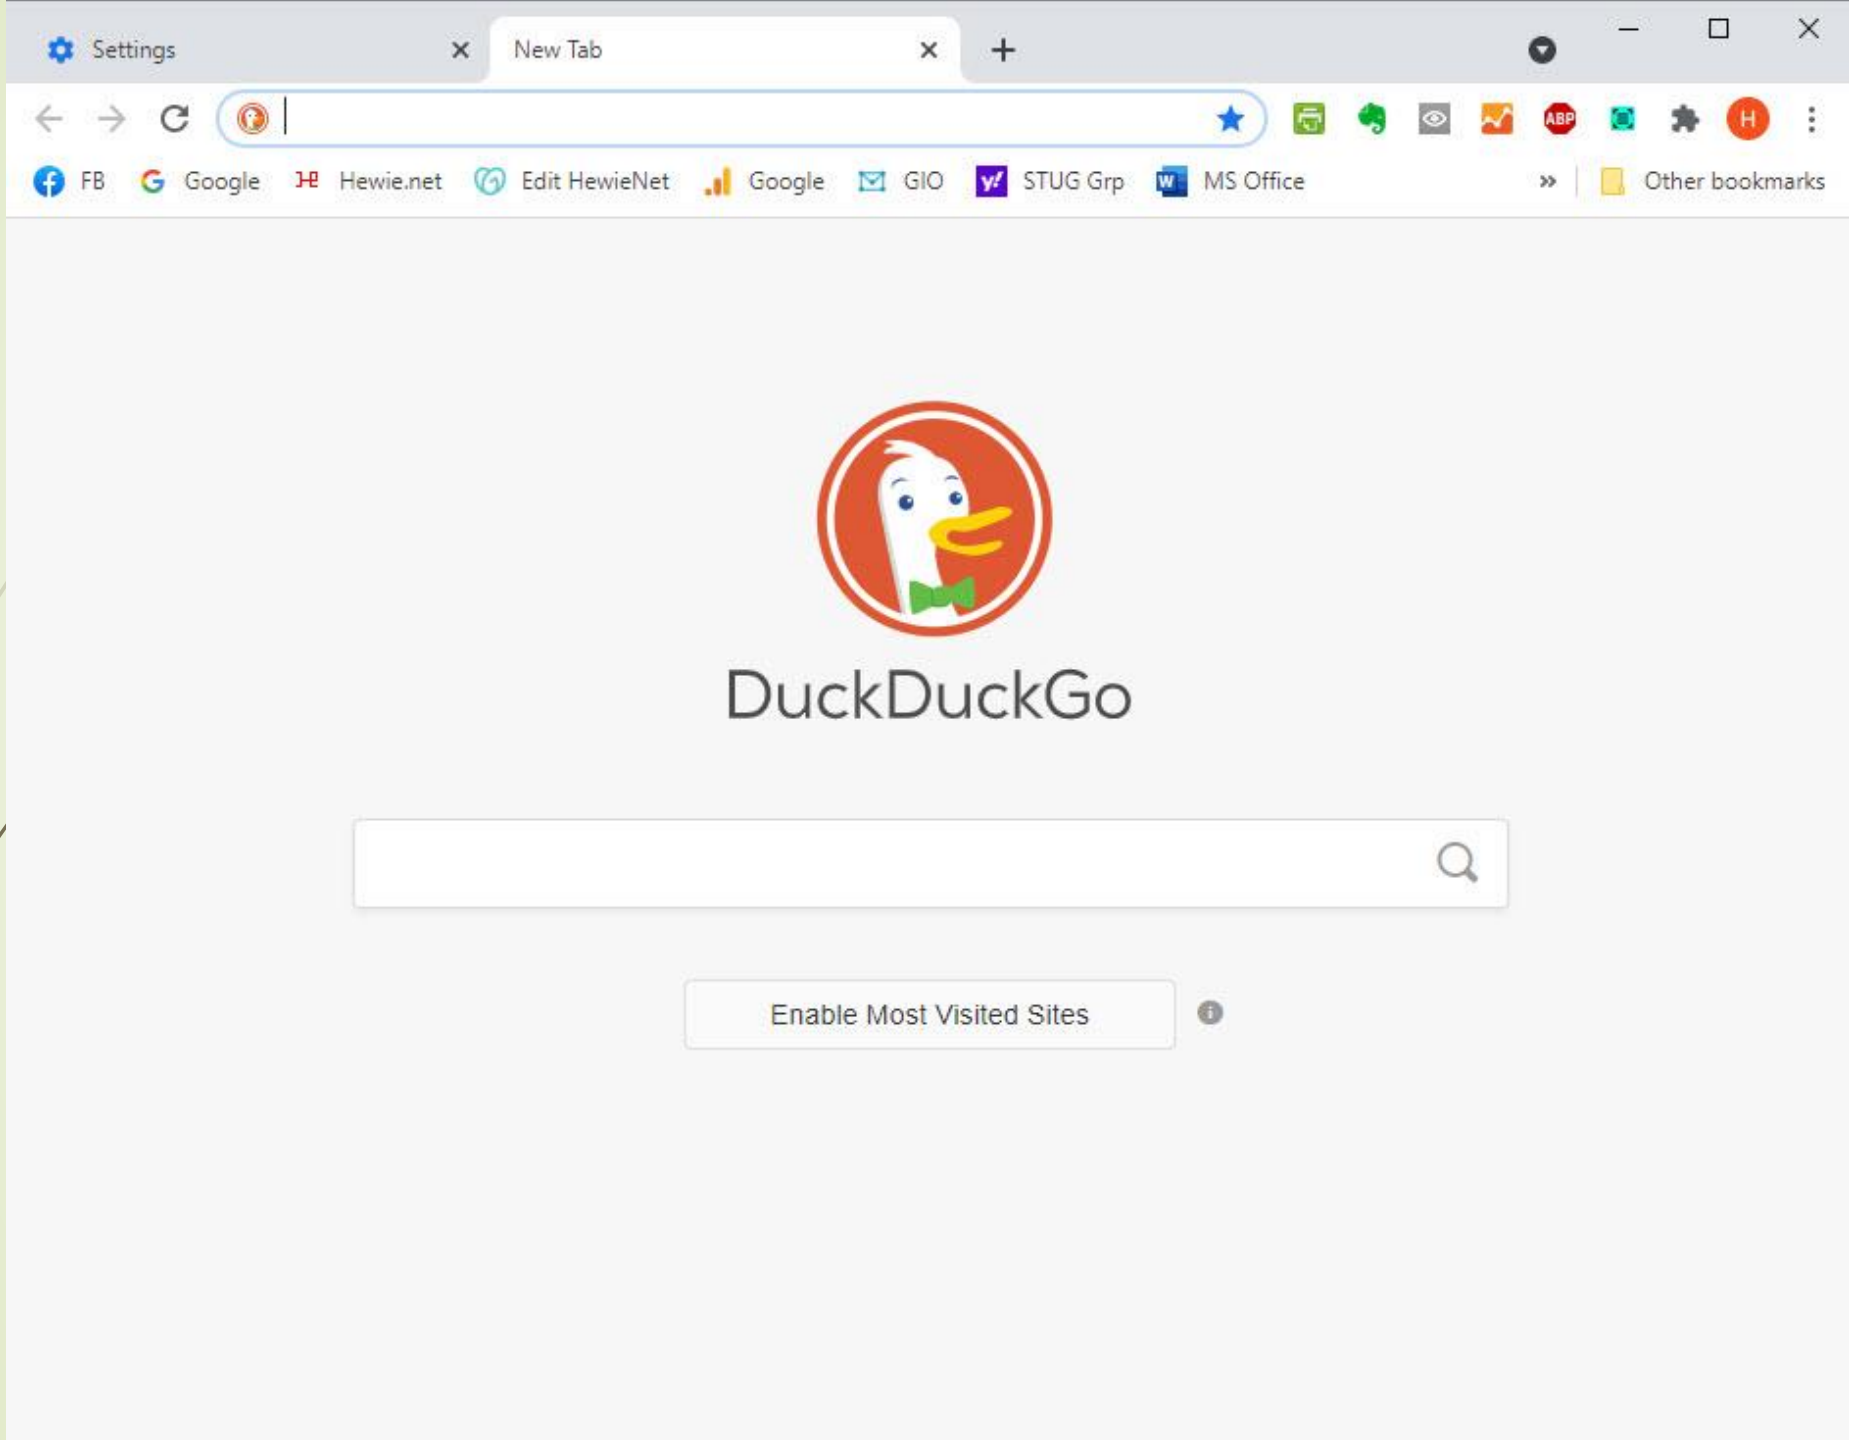 Settings
New Tab
ABP
H
FB
G Google
Hewie.net
Edit HewieNet
Google
GIO
y! STUG Grp
W MS Office
Other bookmarks
DuckDuckGo
Enable Most Visited Sites